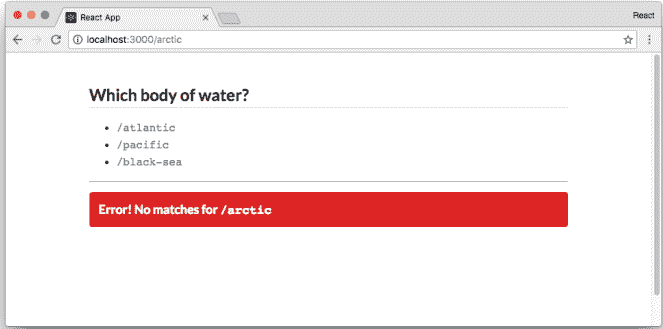 React App
React
localhost:3000/arctic
Which body of water?
/atlantic
/pacific
/black-sea
Error! No matches for /arctic